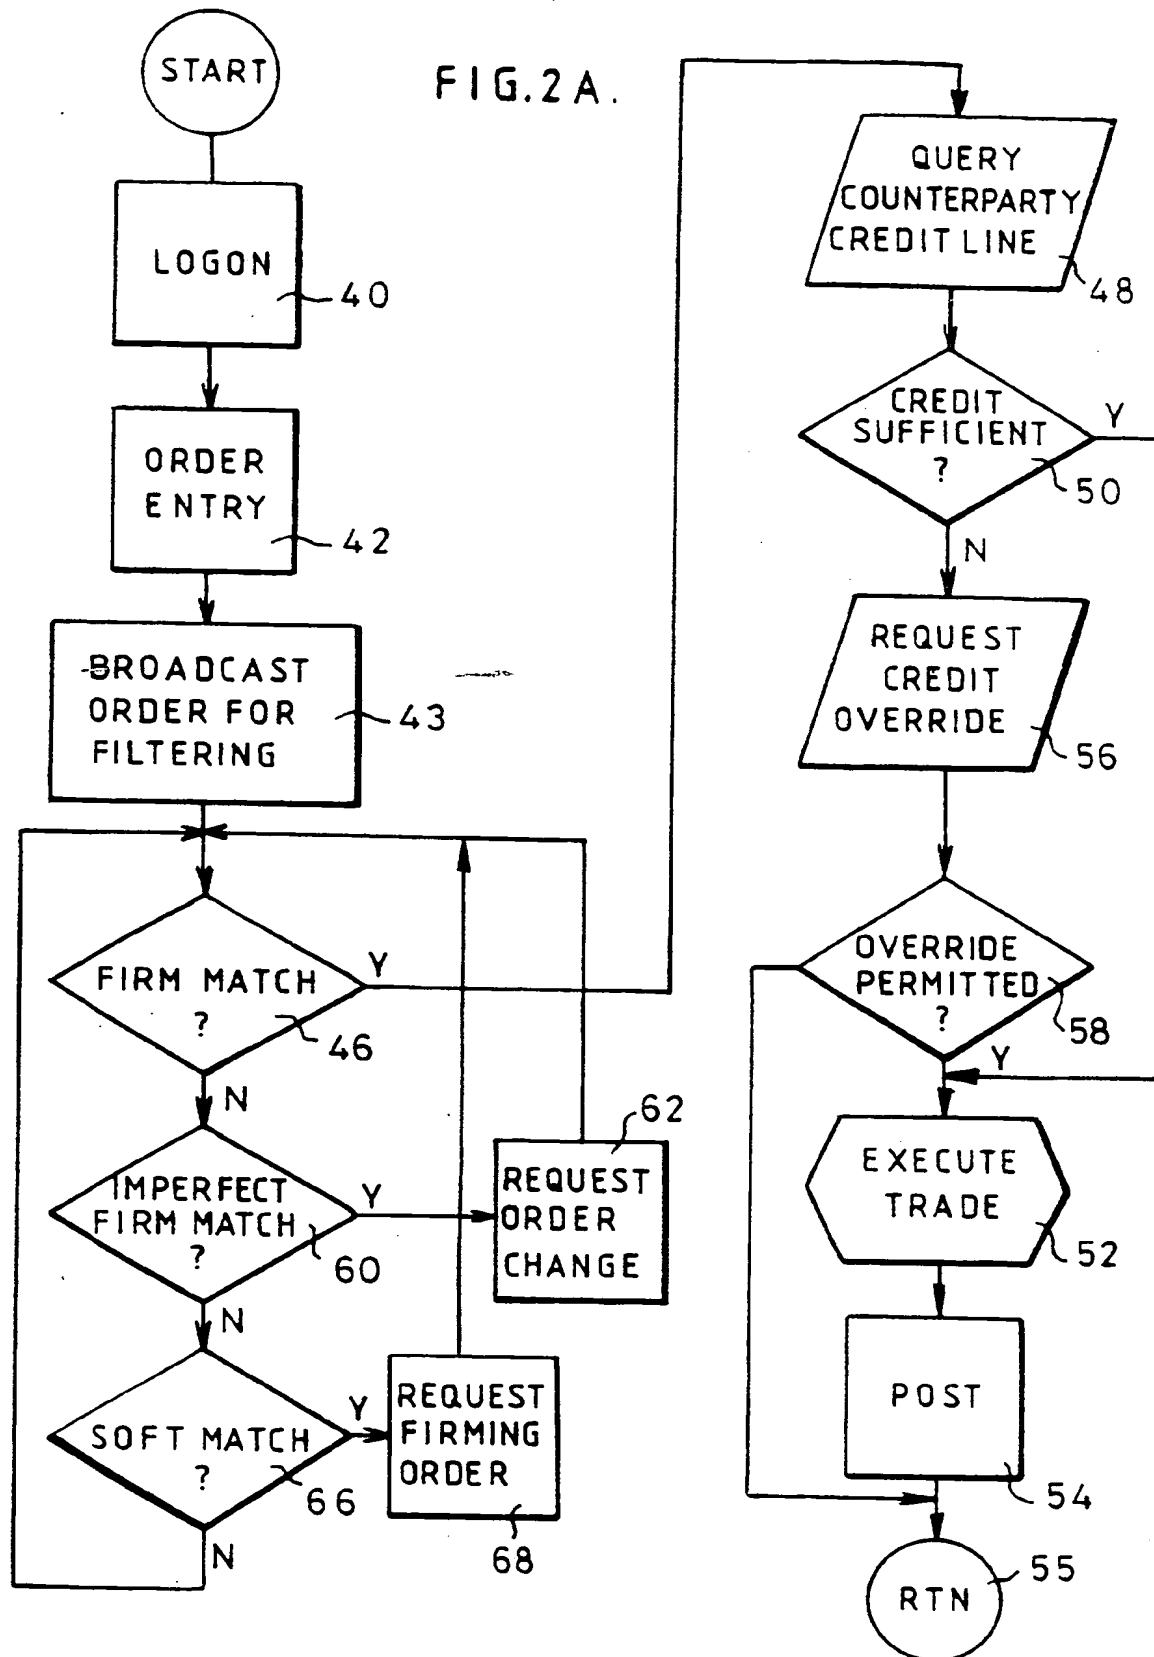 FIG.2A.
START
LOGON
40
ORDER
ENTRY
42
BROADCAST
ORDER FOR
FILTERING
43
FIRM MATCH
?
46
Y
N
IMPERFECT
FIRM MATCH
?
60
Y
N
62
REQUEST
ORDER
CHANGE
SOFT MATCH
?
66
Y
N
REQUEST
FIRMING
ORDER
68
QUERY
COUNTERPARTY
CREDIT LINE
48
CREDIT
SUFFICIENT
?
50
Y
N
REQUEST
CREDIT
OVERRIDE
56
OVERRIDE
PERMITTED
?
58
Y
EXECUTE
TRADE
52
POST
54
RTN
55